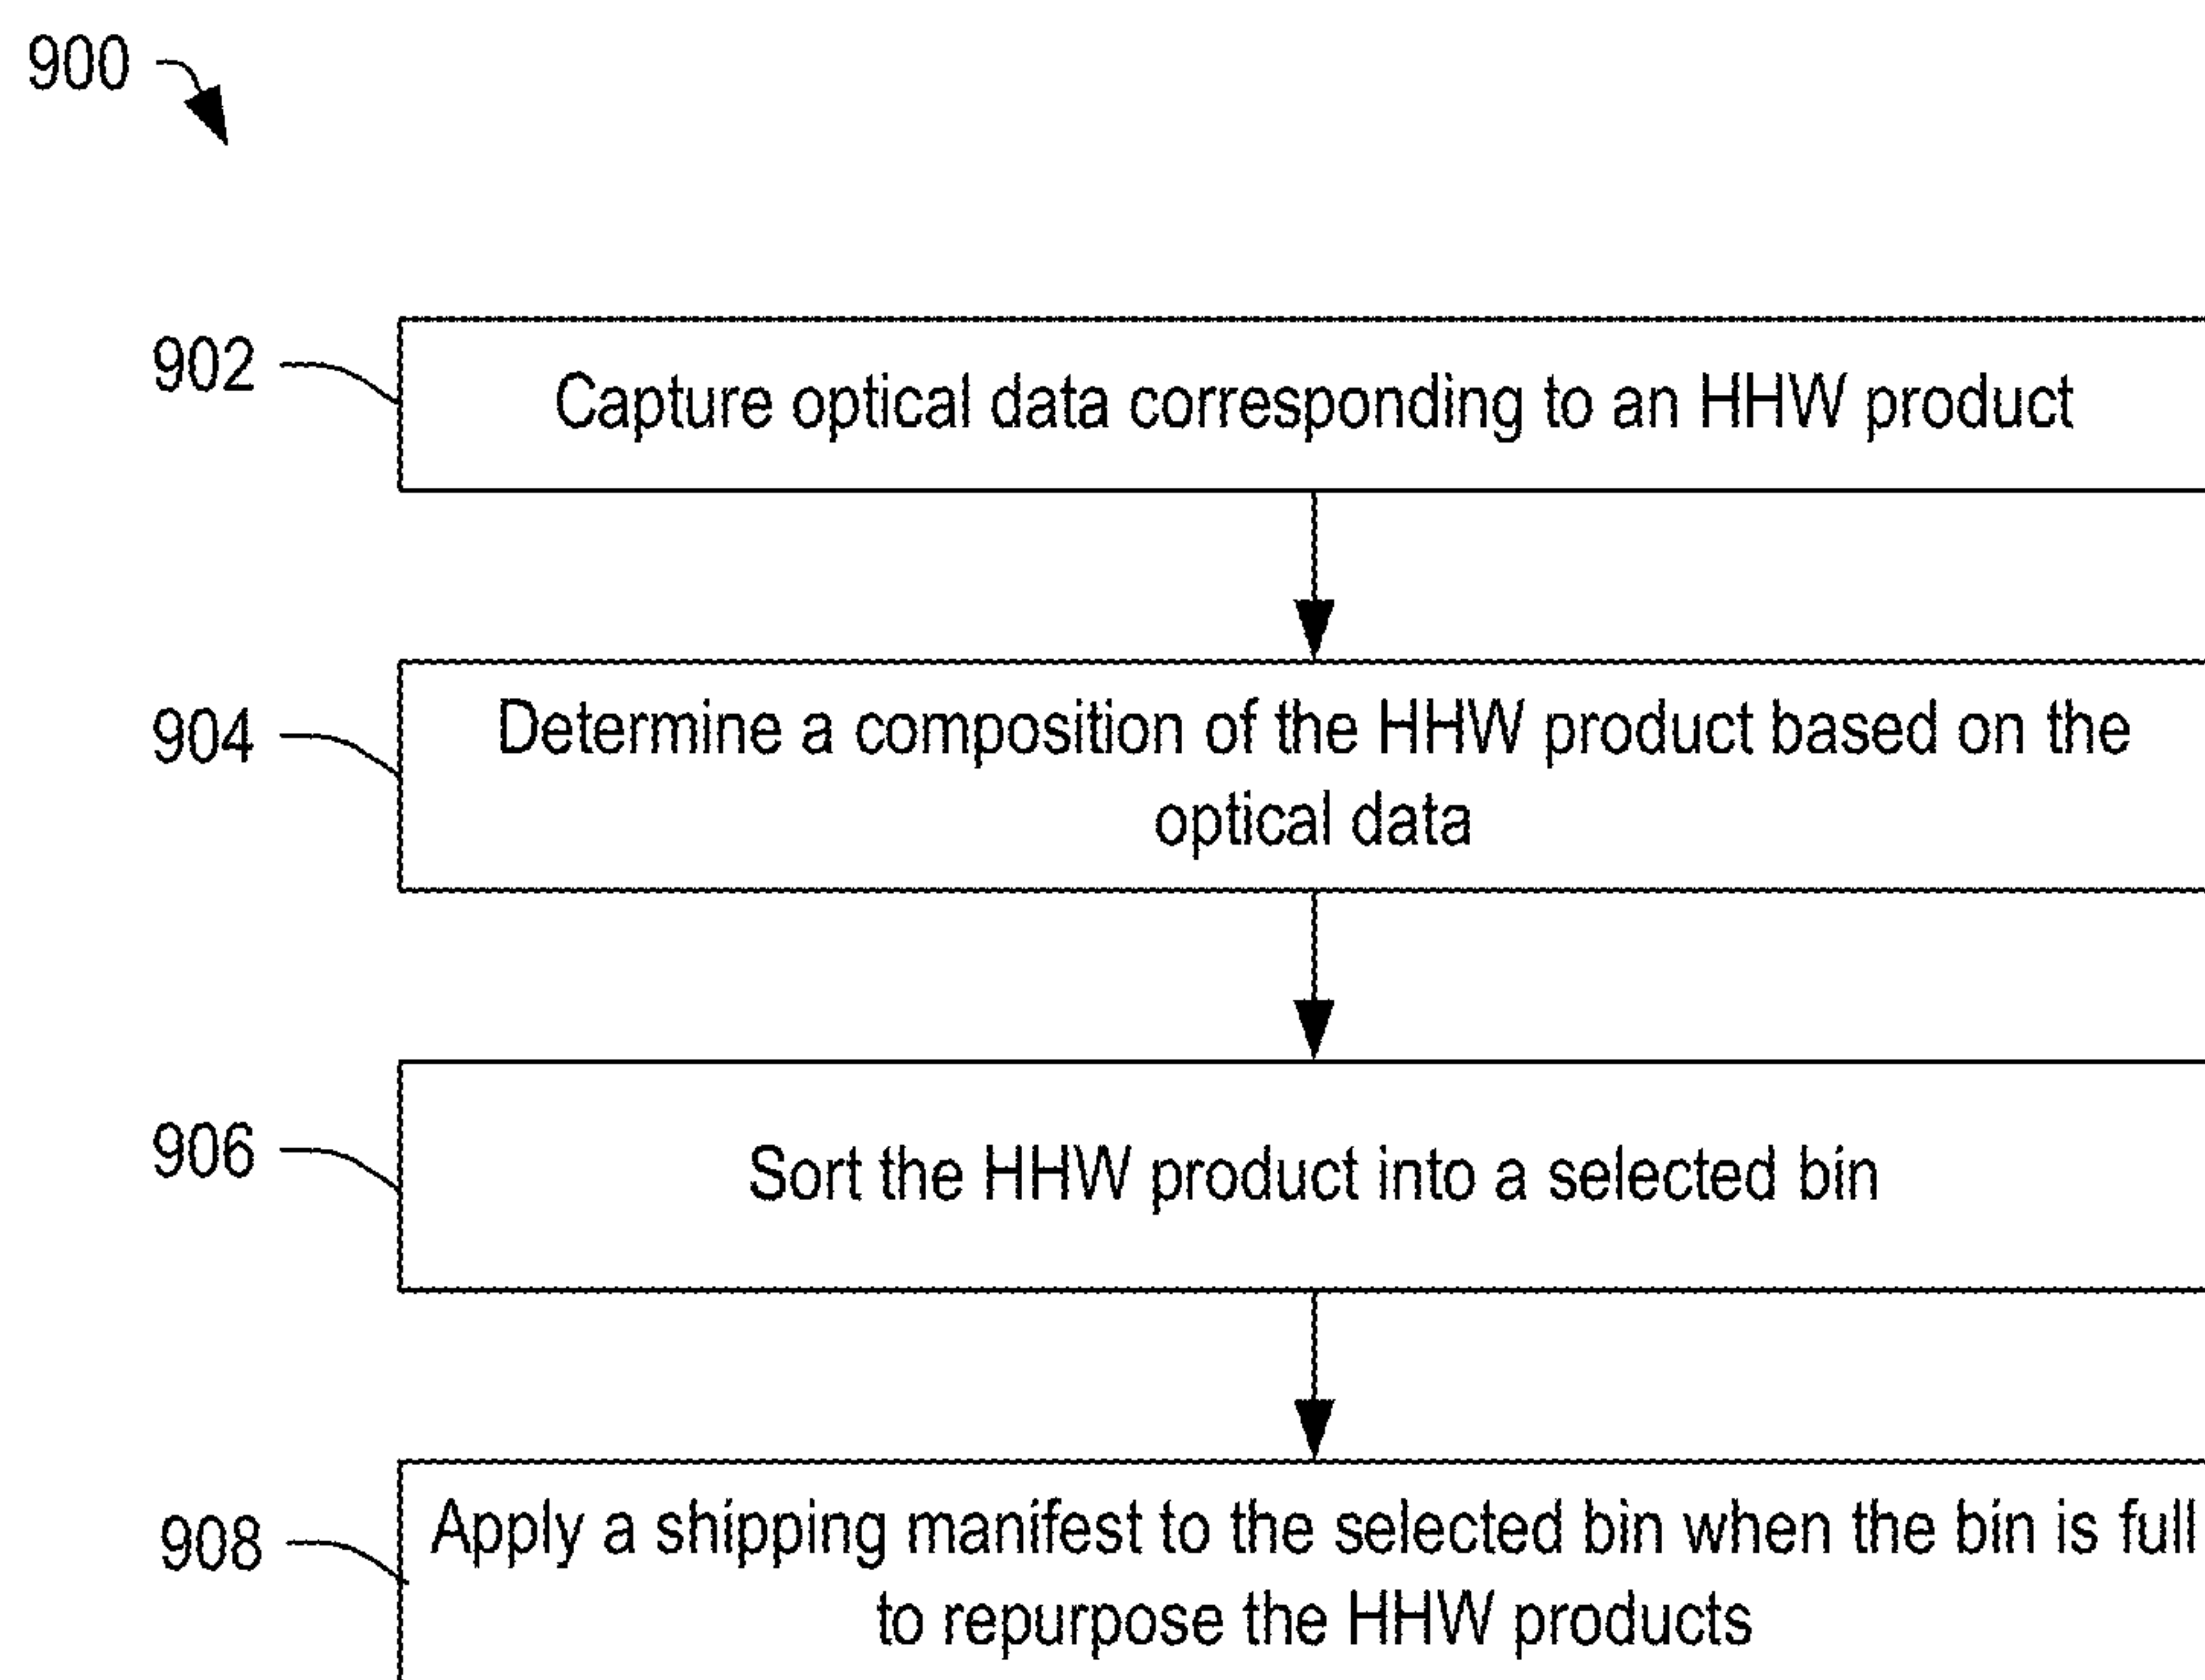 900
902
Capture optical data corresponding to an HHW product
904
Determine a composition of the HHW product based on the
optical data
906
Sort the HHW product into a selected bin
908
Apply a shipping manifest to the selected bin when the bin is full
to repurpose the HHW products